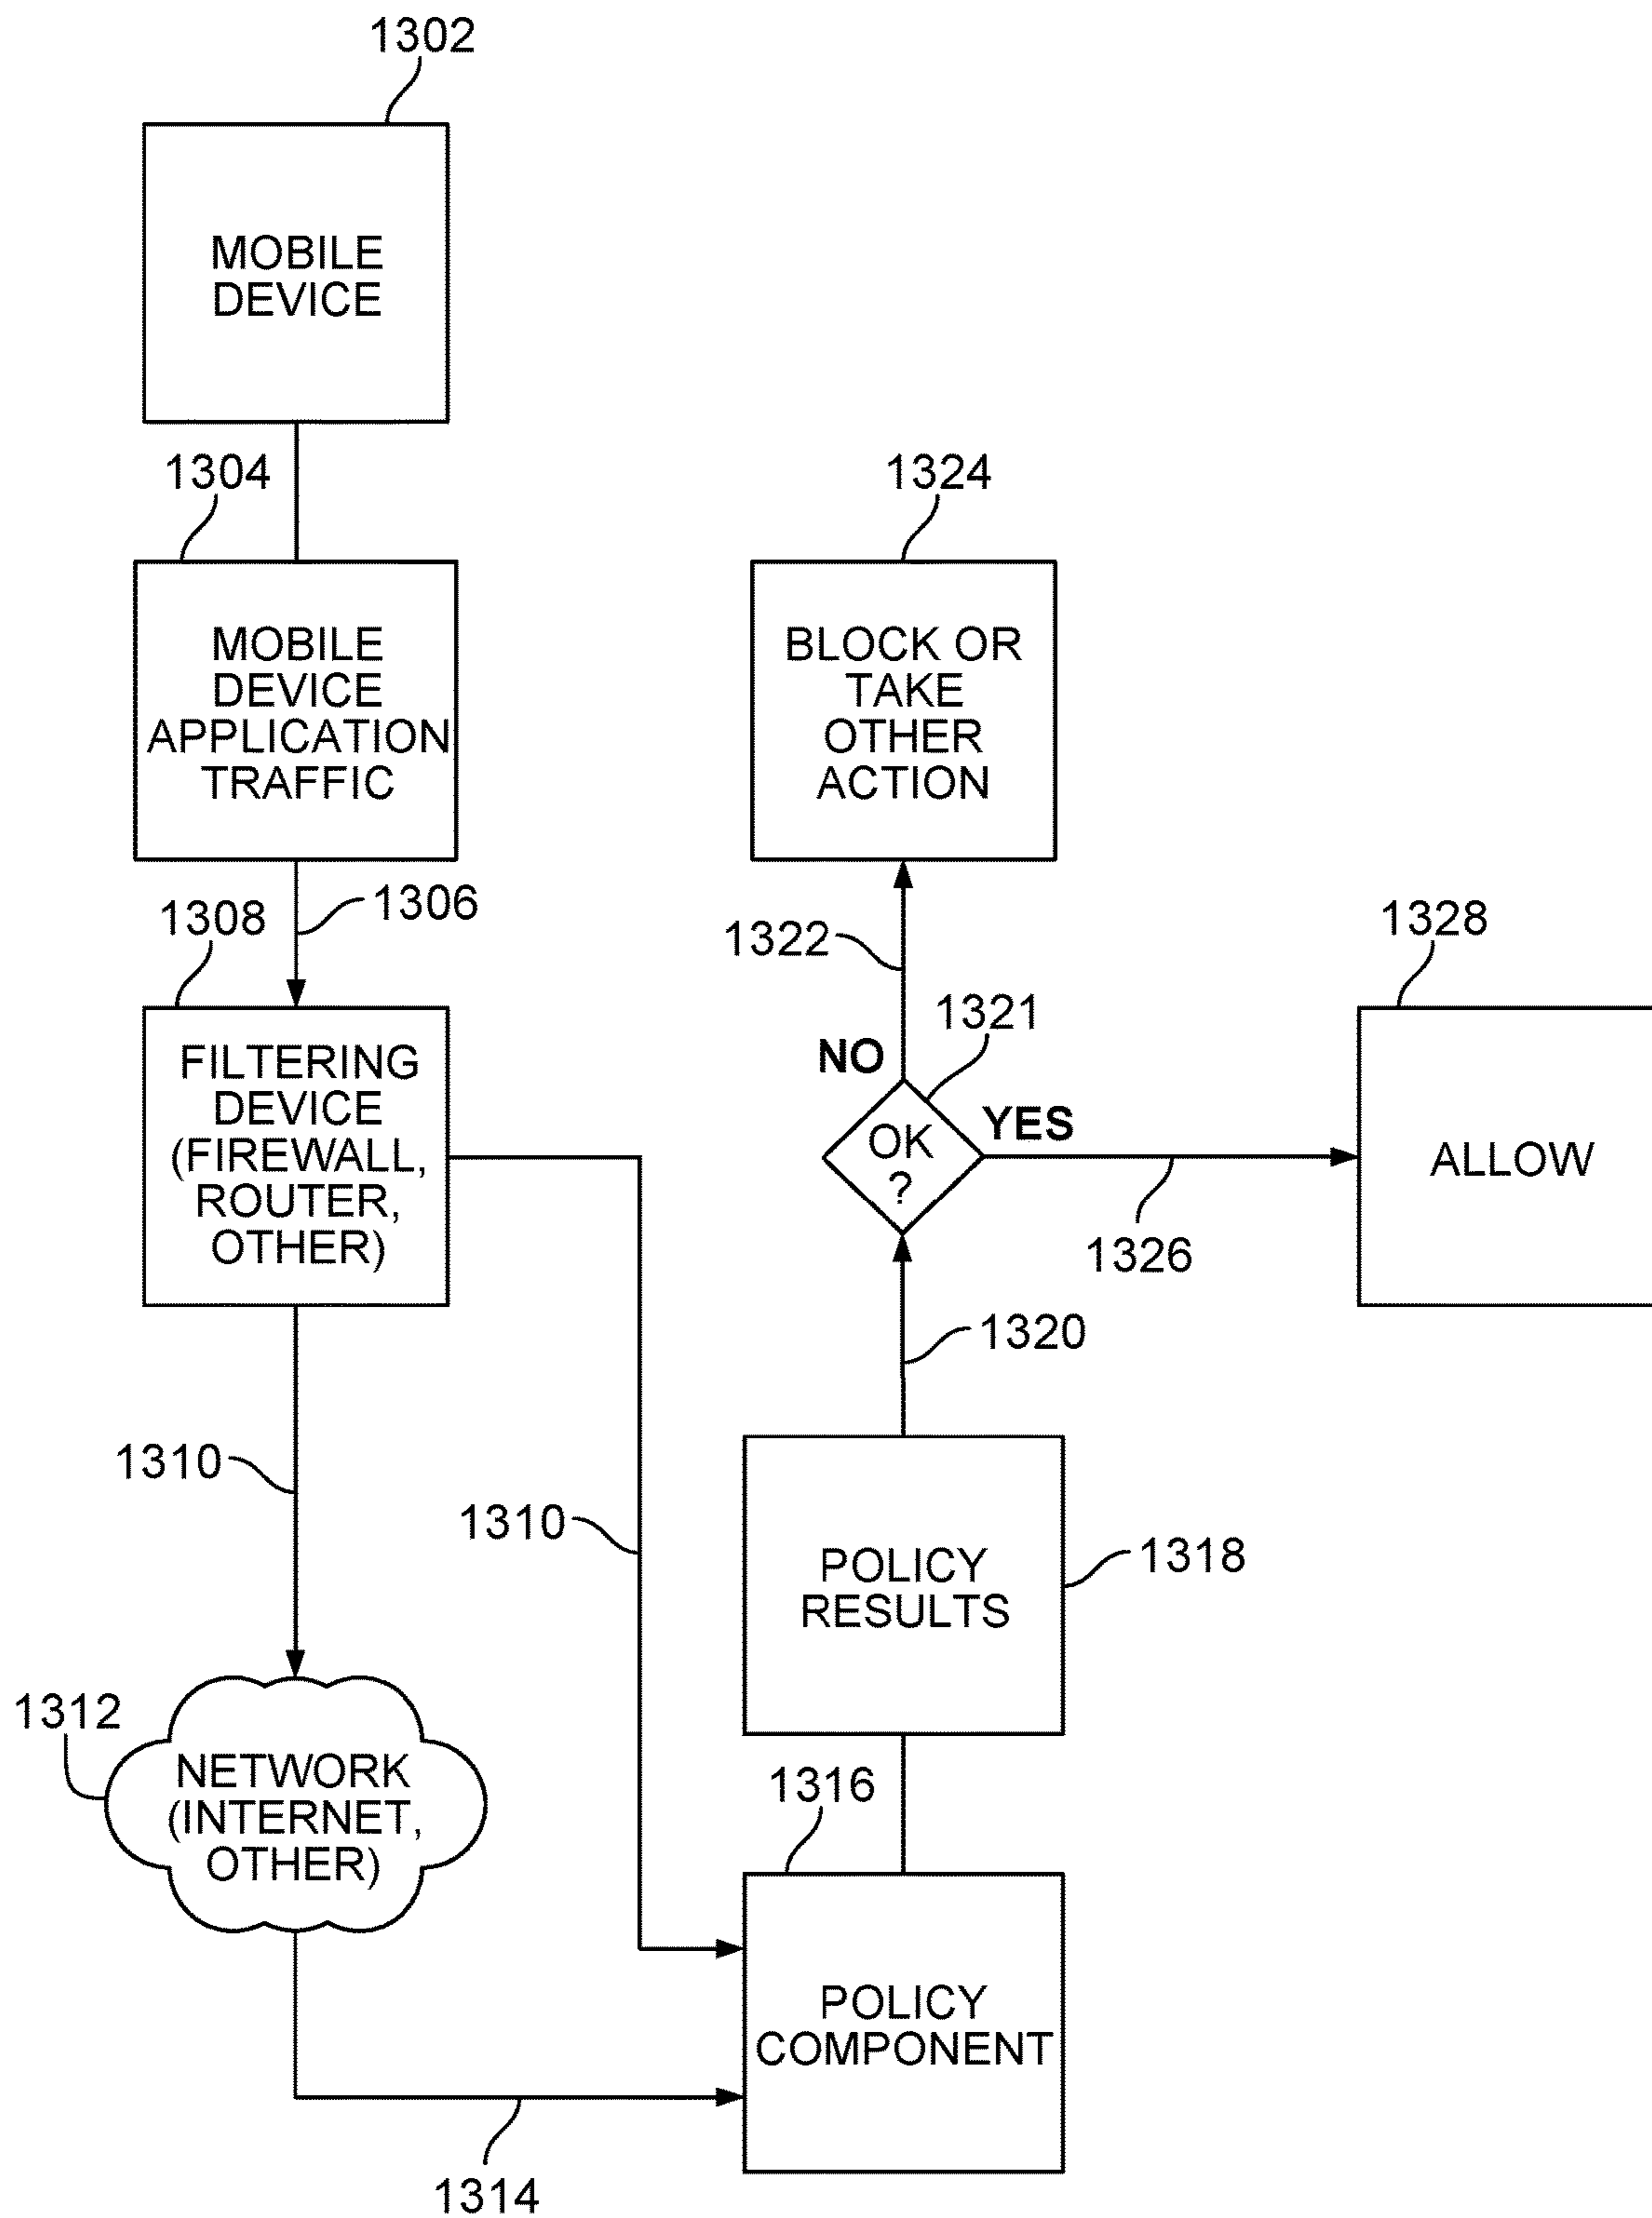 1302
MOBILE
DEVICE
1304
MOBILE
DEVICE
APPLICATION
TRAFFIC
1306
1308
FILTERING
DEVICE
(FIREWALL,
ROUTER,
OTHER)
1310
1310
1312
NETWORK
(INTERNET,
OTHER)
1314
1316
POLICY
COMPONENT
1318
POLICY
RESULTS
1320
1321
OK
?
NO
1322
1324
BLOCK OR
TAKE
OTHER
ACTION
YES
1326
1328
ALLOW